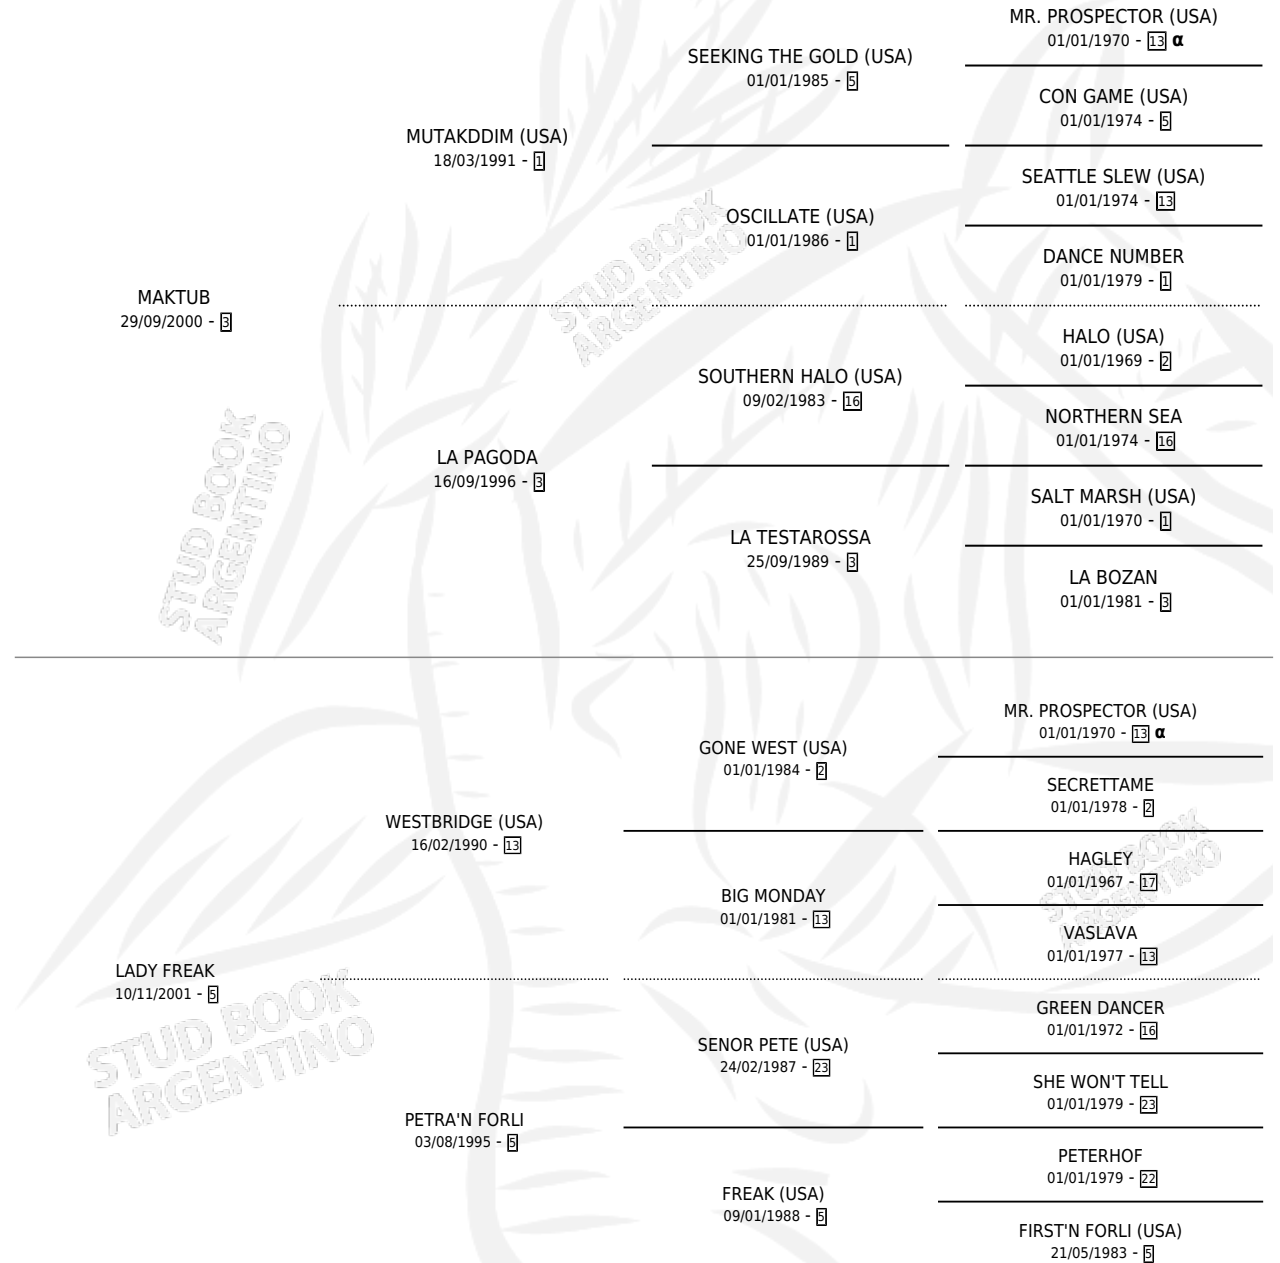 MR. PROSPECTOR (USA)
01/01/1970 - 13 α
SEEKING THE GOLD (USA)
01/01/1985 - 5
CON GAME (USA)
01/01/1974 - 5
MUTAKDDIM (USA)
18/03/1991 - 1
SEATTLE SLEW (USA)
01/01/1974 - 13
OSCILLATE (USA)
01/01/1986 - 1
DANCE NUMBER
01/01/1979 - 1
MAKTUB
29/09/2000 - 3
HALO (USA)
01/01/1969 - 2
SOUTHERN HALO (USA)
09/02/1983 - 16
NORTHERN SEA
01/01/1974 - 16
LA PAGODA
16/09/1996 - 3
SALT MARSH (USA)
01/01/1970 - 1
LA TESTAROSSA
25/09/1989 - 3
LA BOZAN
01/01/1981 - 3
MR. PROSPECTOR (USA)
01/01/1970 - 13 α
GONE WEST (USA)
01/01/1984 - 2
SECRETTAME
01/01/1978 - 2
WESTBRIDGE (USA)
16/02/1990 - 13
HAGLEY
01/01/1967 - 17
BIG MONDAY
01/01/1981 - 13
VASLAVA
01/01/1977 - 13
LADY FREAK
10/11/2001 - 5
GREEN DANCER
01/01/1972 - 16
SENOR PETE (USA)
24/02/1987 - 23
SHE WON'T TELL
01/01/1979 - 23
PETRA'N FORLI
03/08/1995 - 5
PETERHOF
01/01/1979 - 22
FREAK (USA)
09/01/1988 - 5
FIRST'N FORLI (USA)
21/05/1983 - 5
STUD BOOK
ARGENTINO
STUD BOOK
ARGENTINO
STUD BOOK
ARGENTINO
STUD BOOK
ARGENTINO